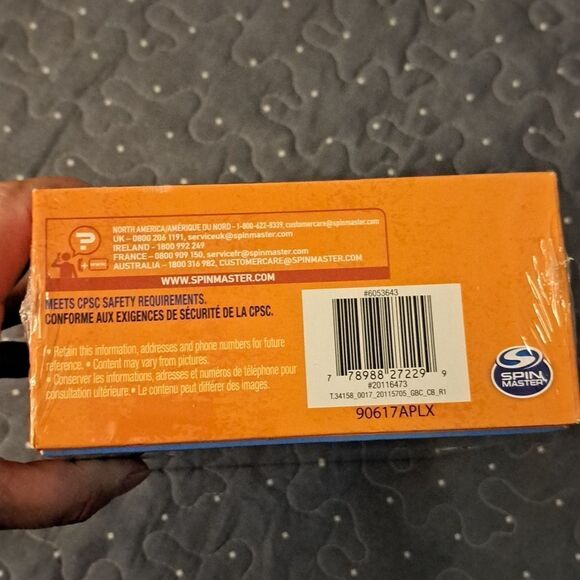 ?
NORTH AMERICA/AMÉRIQUE DU NORD – 1-800-622-8339, customercare@spinmaster.com
UK – 0800 206 1191, serviceuk@spinmaster.com
IRELAND – 1800 992 249
FRANCE – 0800 909 150, servicefr@spinmaster.com
AUSTRALIA – 1800 316 982, CUSTOMERCARE@SPINMASTER.COM
WWW.SPINMASTER.COM
MEETS CPSC SAFETY REQUIREMENTS.
CONFORME AUX EXIGENCES DE SÉCURITÉ DE LA CPSC.
• Retain this information, addresses and phone numbers for future
reference. • Content may vary from pictures.
• Conserver les informations, adresses et numéros de téléphone pour
consultation ultérieure. • Le contenu peut différer des images.
#6053643
7 78988 27229 9
#20116473
T.34158_0017_20115705_GBC_CB_R1
90617APLX
SPIN
MASTER